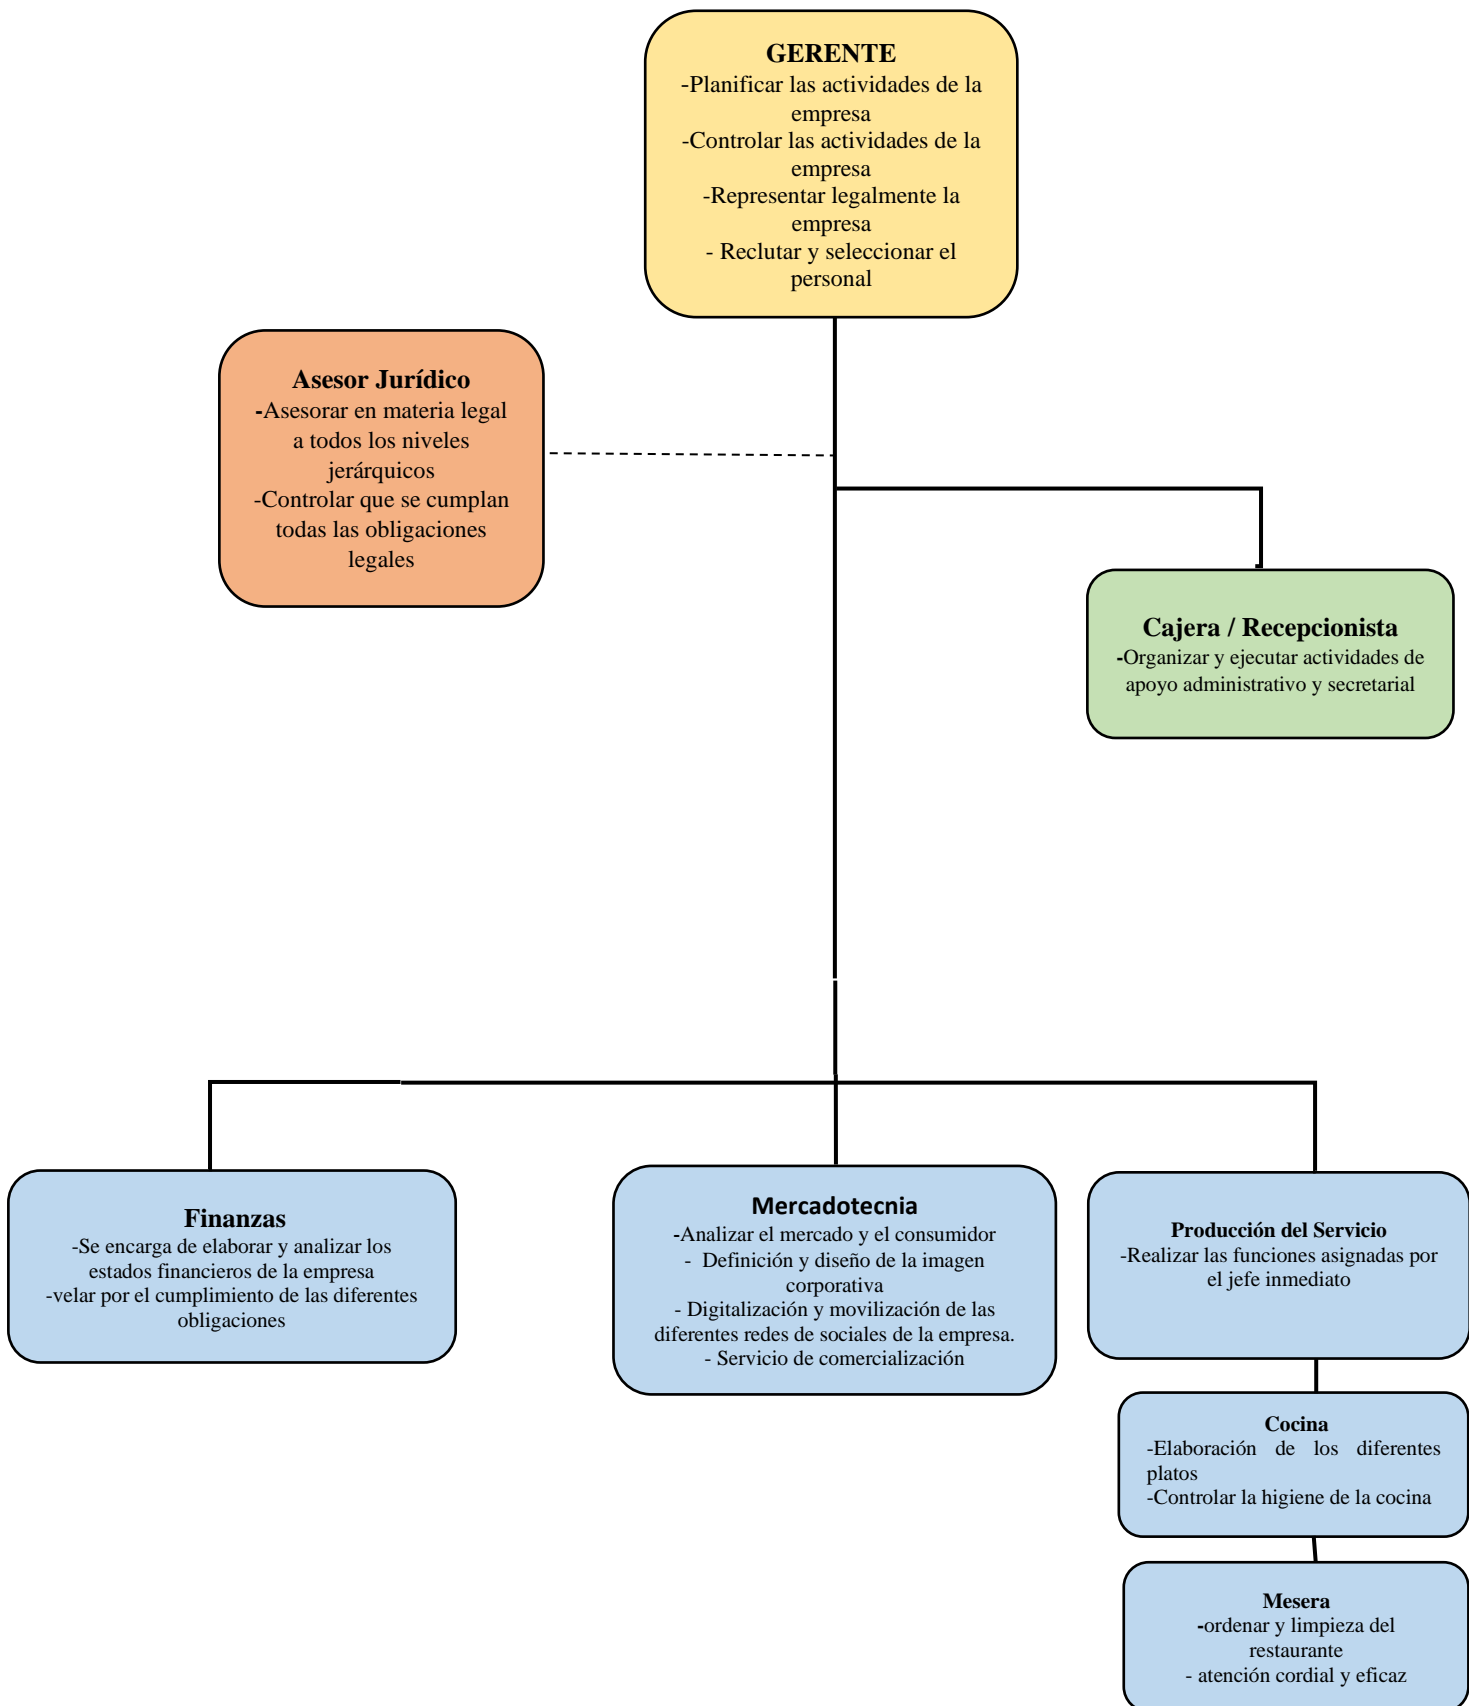 GERENTE
-Planificar las actividades de la
empresa
-Controlar las actividades de la
empresa
-Representar legalmente la
empresa
- Reclutar y seleccionar el
personal
Asesor Jurídico
-Asesorar en materia legal
a todos los niveles
jerárquicos
-Controlar que se cumplan
todas las obligaciones
legales
Cajera / Recepcionista
-Organizar y ejecutar actividades de
apoyo administrativo y secretarial
Finanzas
-Se encarga de elaborar y analizar los
estados financieros de la empresa
-velar por el cumplimiento de las diferentes
obligaciones
Mercadotecnia
-Analizar el mercado y el consumidor
- Definición y diseño de la imagen
corporativa
- Digitalización y movilización de las
diferentes redes de sociales de la empresa.
- Servicio de comercialización
Producción del Servicio
-Realizar las funciones asignadas por
el jefe inmediato
Cocina
-Elaboración de los diferentes
platos
-Controlar la higiene de la cocina
Mesera
-ordenar y limpieza del
restaurante
- atención cordial y eficaz